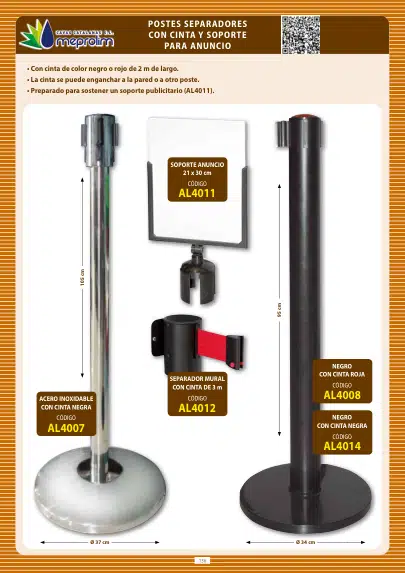 CAYRE CATALANAS S.L.
meprolim
POSTES SEPARADORES
CON CINTA Y SOPORTE
PARA ANUNCIO
• Con cinta de color negro o rojo de 2 m de largo.
• La cinta se puede enganchar a la pared o a otro poste.
• Preparado para sostener un soporte publicitario (AL4011).
SOPORTE ANUNCIO
21 x 30 cm
CÓDIGO
AL4011
105 cm
95 cm
SEPARADOR MURAL
CON CINTA DE 3 m
CÓDIGO
AL4012
NEGRO
CON CINTA ROJA
CÓDIGO
AL4008
ACERO INOXIDABLE
CON CINTA NEGRA
CÓDIGO
AL4007
NEGRO
CON CINTA NEGRA
CÓDIGO
AL4014
Ø 37 cm
Ø 34 cm